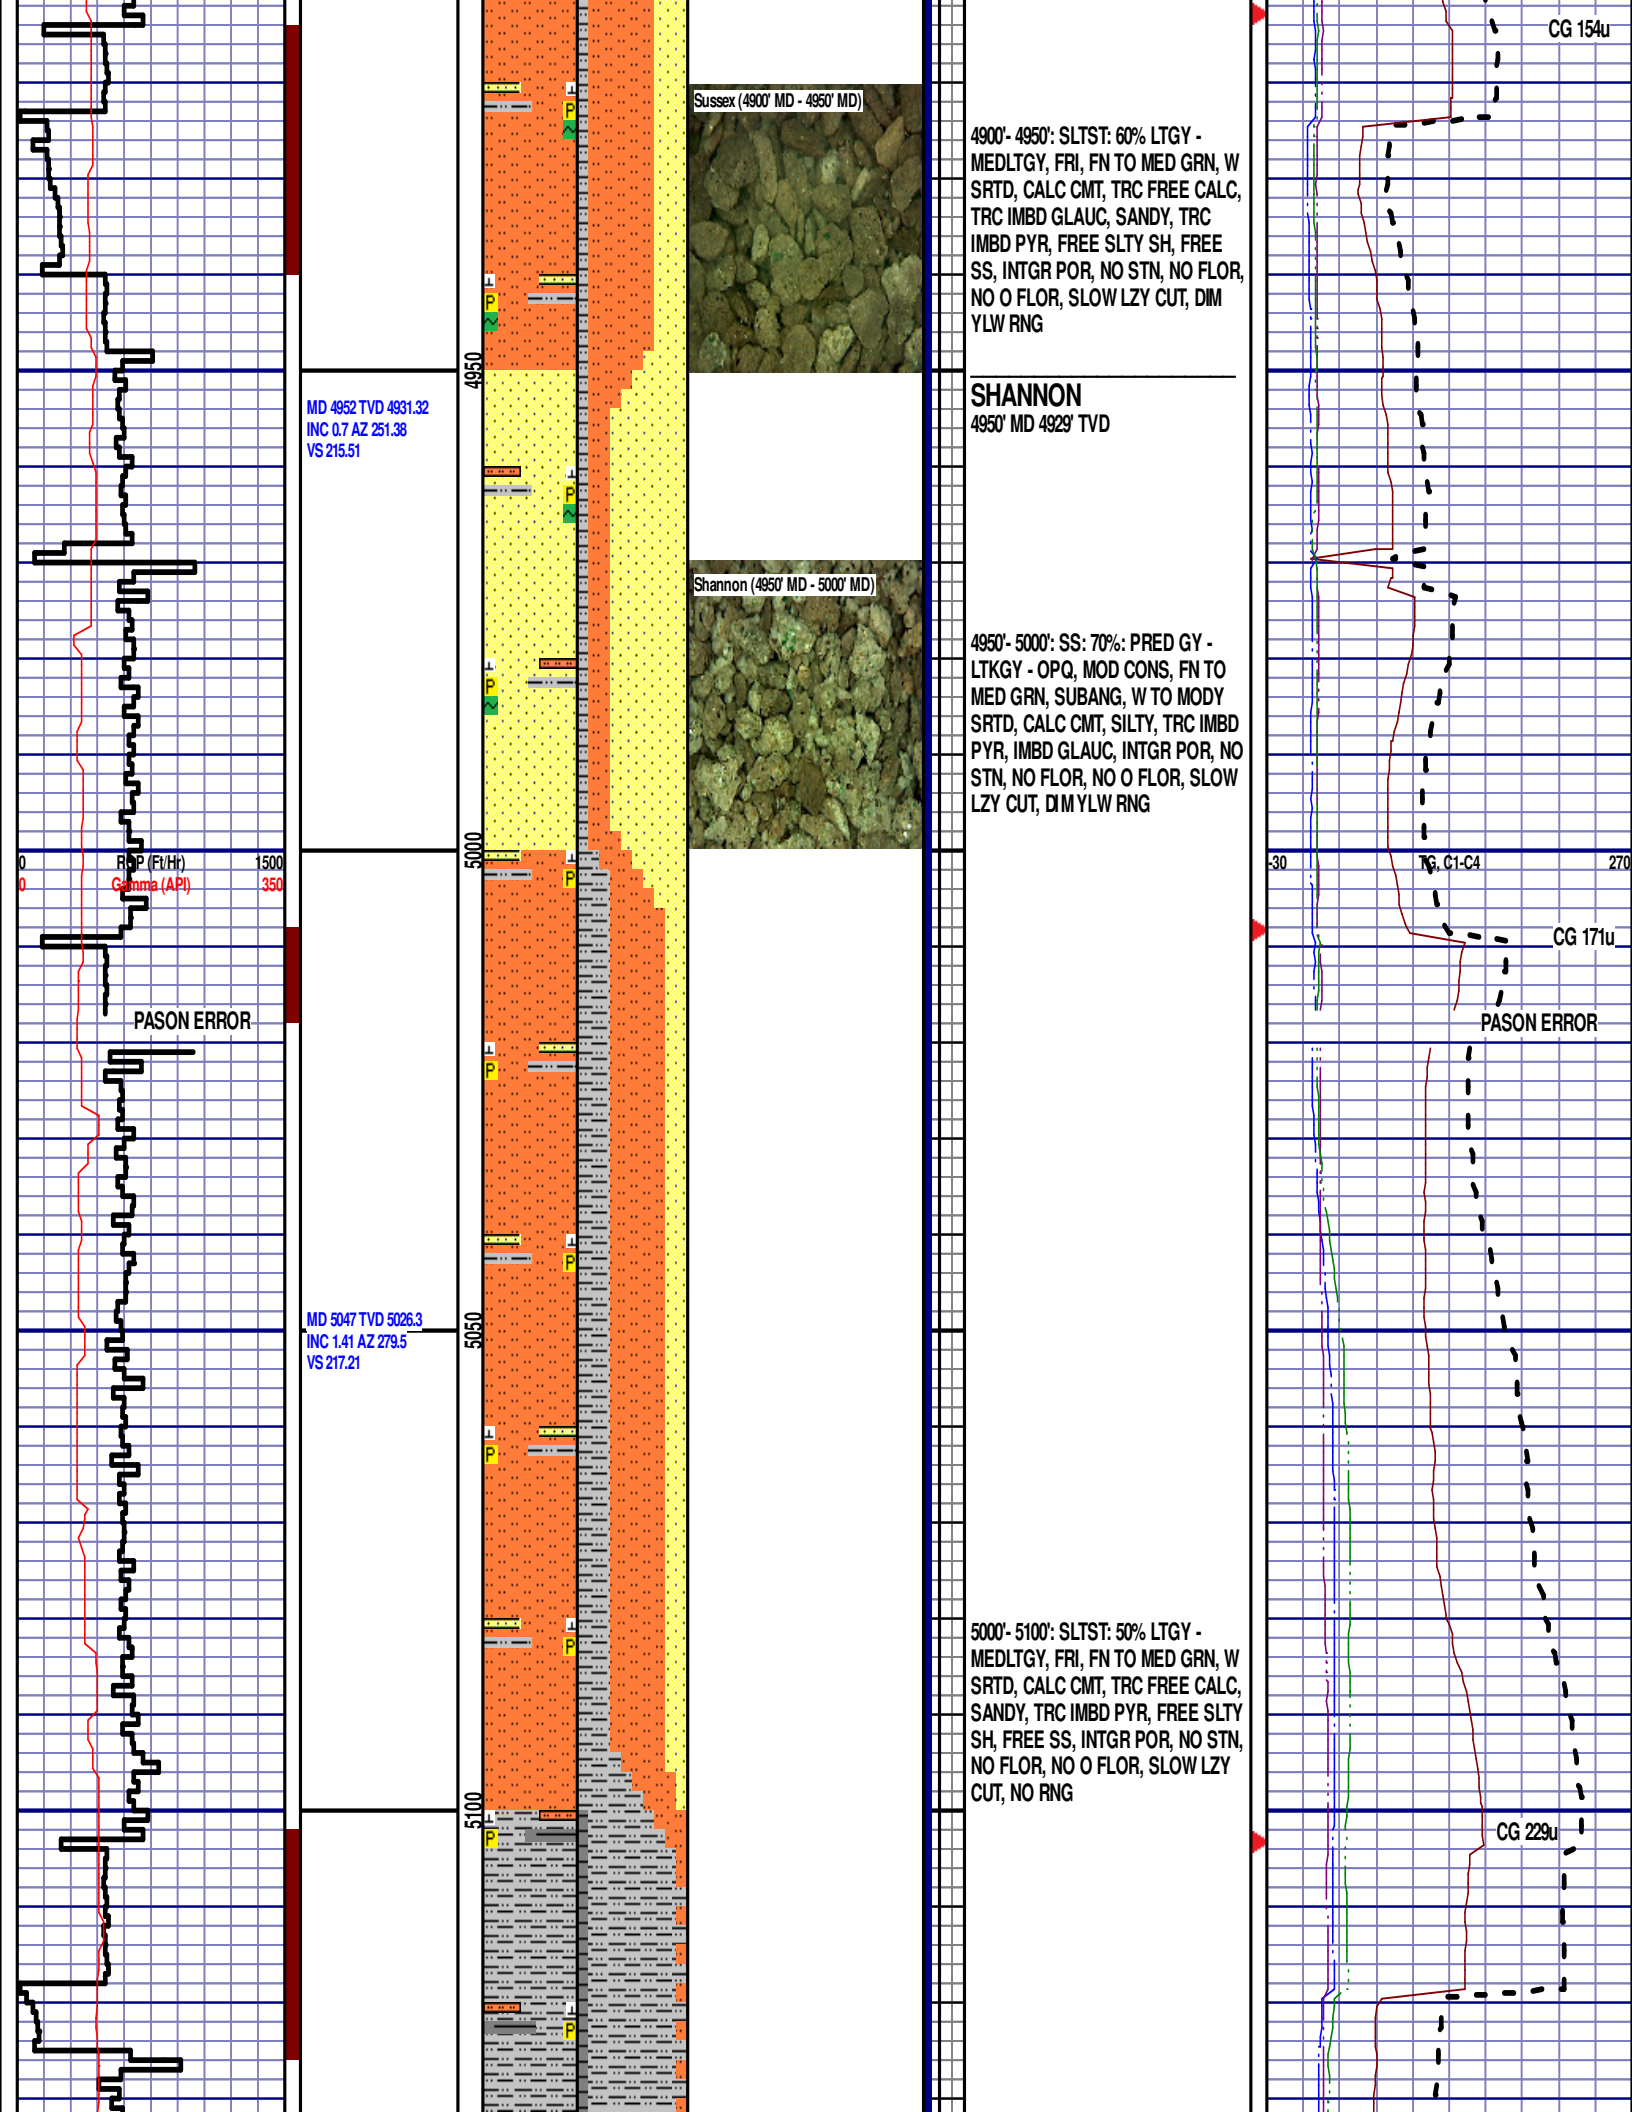 CG 154u
Sussex (4900' MD - 4950' MD)
4900'- 4950': SLTST: 60% LTGY -
MEDLTGY, FRI, FN TO MED GRN, W
SRTD, CALC CMT, TRC FREE CALC,
TRC IMBD GLAUC, SANDY, TRC
IMBD PYR, FREE SLTY SH, FREE
SS, INTGR POR, NO STN, NO FLOR,
NO O FLOR, SLOW LZY CUT, DIM
YLW RNG
P
P
4950
SHANNON
4950' MD 4929' TVD
MD 4952 TVD 4931.32
INC 0.7 AZ 251.38
VS 215.51
P
Shannon (4950' MD - 5000' MD)
4950'- 5000': SS: 70%: PRED GY -
LTKGY - OPQ, MOD CONS, FN TO
MED GRN, SUBANG, W TO MODY
SRTD, CALC CMT, SILTY, TRC IMBD
PYR, IMBD GLAUC, INTGR POR, NO
STN, NO FLOR, NO O FLOR, SLOW
LZY CUT, DIM YLW RNG
P
5000
0 ROP (Ft/Hr) 1500
0 Gamma (API) 350
-30 TG, C1-C4 270
P
CG 171u
PASON ERROR
PASON ERROR
P
P
5050
MD 5047 TVD 5026.3
INC 1.41 AZ 279.5
VS 217.21
P
P
5000'- 5100': SLTST: 50% LTGY -
MEDLTGY, FRI, FN TO MED GRN, W
SRTD, CALC CMT, TRC FREE CALC,
SANDY, TRC IMBD PYR, FREE SLTY
SH, FREE SS, INTGR POR, NO STN,
NO FLOR, NO O FLOR, SLOW LZY
CUT, NO RNG
5100
P
CG 229u
P